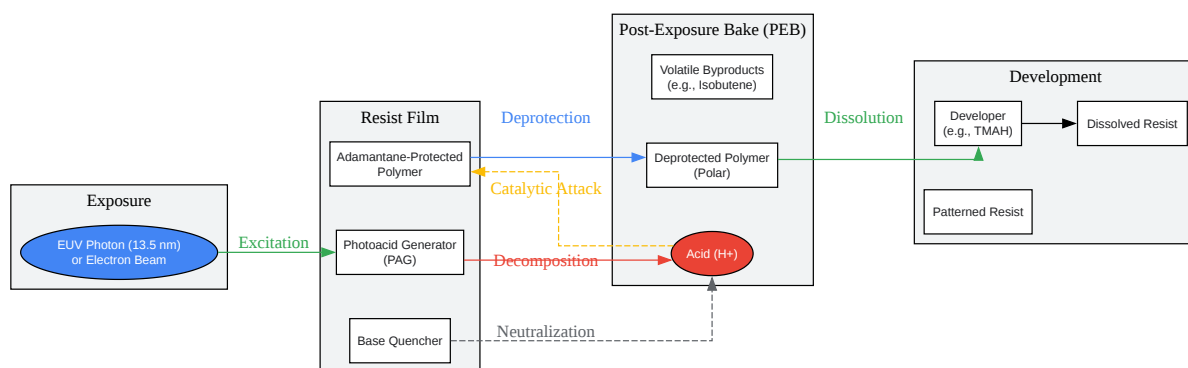 Exposure
EUV Photon (13.5 nm)
or Electron Beam
Excitation
Resist Film
Adamantane-Protected
Polymer
Photoacid Generator
(PAG)
Base Quencher
Deprotection
Catalytic Attack
Decomposition
Neutralization
Post-Exposure Bake (PEB)
Volatile Byproducts
(e.g., Isobutene)
Deprotected Polymer
(Polar)
Acid (H+)
Dissolution
Development
Developer
(e.g., TMAH)
Dissolved Resist
Patterned Resist